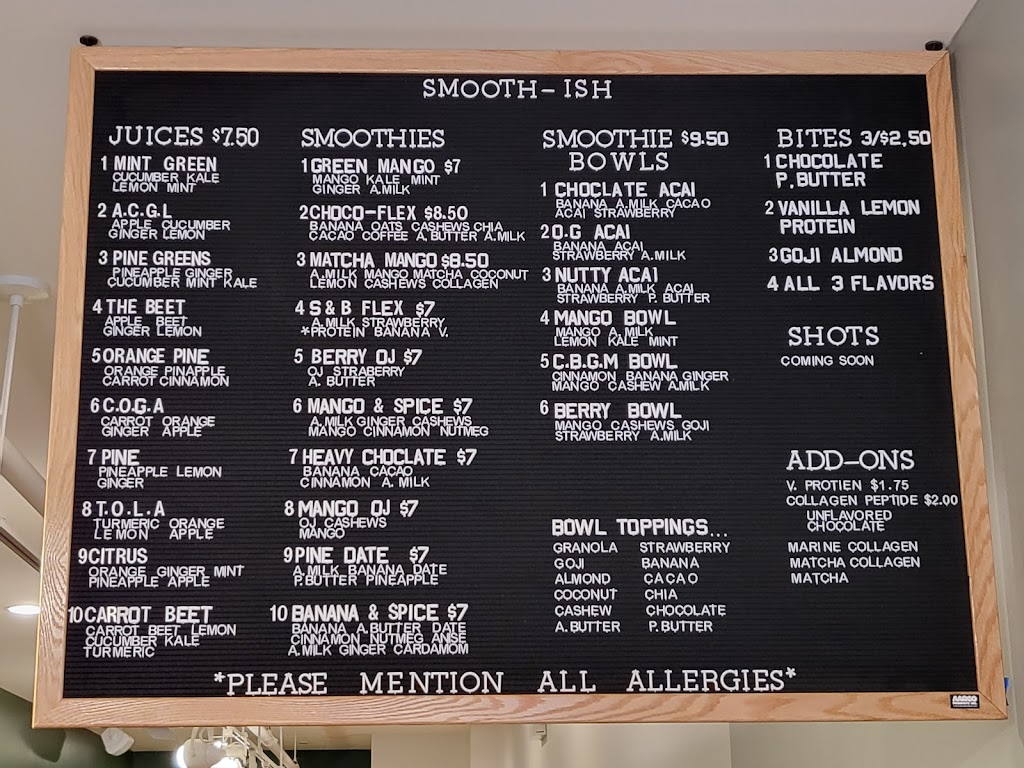 SMOOTH-ISH
JUICES $7.50
1 MINT GREEN
CUCUMBER KALE
LEMON MINT
2 A.C.G.L
APPLE CUCUMBER
GINGER LEMON
3 PINE GREENS
PINEAPPLE GINGER
CUCUMBER MINT KALE
4 THE BEET
APPLE BEET
GINGER LEMON
5 ORANGE PINE
ORANGE PINAPPLE
CARROT CINNAMON
6 C.O.G.A
CARROT ORANGE
GINGER APPLE
7 PINE
PINEAPPLE LEMON
GINGER
8 T.O.L.A
TURMERIC ORANGE
LEMON APPLE
9 CITRUS
ORANGE GINGER MINT
PINEAPPLE APPLE
10 CARROT BEET
CARROT BEET LEMON
CUCUMBER KALE
TURMERIC
SMOOTHIES
1 GREEN MANGO $7
MANGO KALE MINT
GINGER A.MILK
2 CHOCO-FLEX $8.50
BANANA OATS CASHEWS CHIA
CACAO COFFEE A.BUTTER A.MILK
3 MATCHA MANGO $8.50
A.MILK MANGO MATCHA COCONUT
LEMON CASHEWS COLLAGEN
4 S & B FLEX $7
A.MILK STRAWBERRY
*PROTEIN BANANA V.
5 BERRY OJ $7
OJ STRABERRY
A. BUTTER
6 MANGO & SPICE $7
A.MILK GINGER CASHEWS
MANGO CINNAMON NUTMEG
7 HEAVY CHOCLATE $7
BANANA CACAO
CINNAMON A. MILK
8 MANGO OJ $7
OJ CASHEWS
MANGO
9 PINE DATE $7
A.MILK BANANA DATE
P.BUTTER PINEAPPLE
10 BANANA & SPICE $7
BANANA A.BUTTER DATE
CINNAMON NUTMEG ANISE
A.MILK GINGER CARDAMOM
SMOOTHIE $9.50
BOWLS
1 CHOCLATE ACAI
BANANA A.MILK CACAO
ACAI STRAWBERRY
2 O.G ACAI
BANANA ACAI
STRAWBERRY A.MILK
3 NUTTY ACAI
BANANA A.MILK ACAI
STRAWBERRY P. BUTTER
4 MANGO BOWL
MANGO A.MILK
LEMON KALE MINT
5 C.B.G.M BOWL
CINNAMON BANANA GINGER
MANGO CASHEW A.MILK
6 BERRY BOWL
MANGO CASHEWS GOJI
STRAWBERRY A.MILK
BOWL TOPPINGS...
GRANOLA STRAWBERRY
GOJI BANANA
ALMOND CACAO
COCONUT CHIA
CASHEW CHOCOLATE
A.BUTTER P.BUTTER
BITES 3/$2.50
1 CHOCOLATE
P.BUTTER
2 VANILLA LEMON
PROTEIN
3 GOJI ALMOND
4 ALL 3 FLAVORS
SHOTS
COMING SOON
ADD-ONS
V. PROTIEN $1.75
COLLAGEN PEPTIDE $2.00
UNFLAVORED
CHOCOLATE
MARINE COLLAGEN
MATCHA COLLAGEN
MATCHA
*PLEASE MENTION ALL ALLERGIES*
AARCO